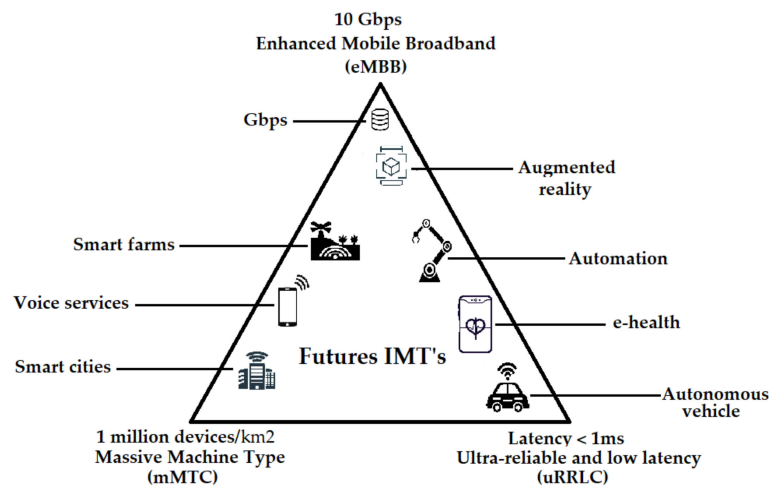 10 Gbps
Enhanced Mobile Broadband
(eMBB)
Gbps
Augmented
reality
Smart farms
Automation
Voice services
e-health
Smart cities
Futures IMT's
Autonomous
vehicle
1 million devices/km2
Massive Machine Type
(mMTC)
Latency < 1ms
Ultra-reliable and low latency
(uRRLC)